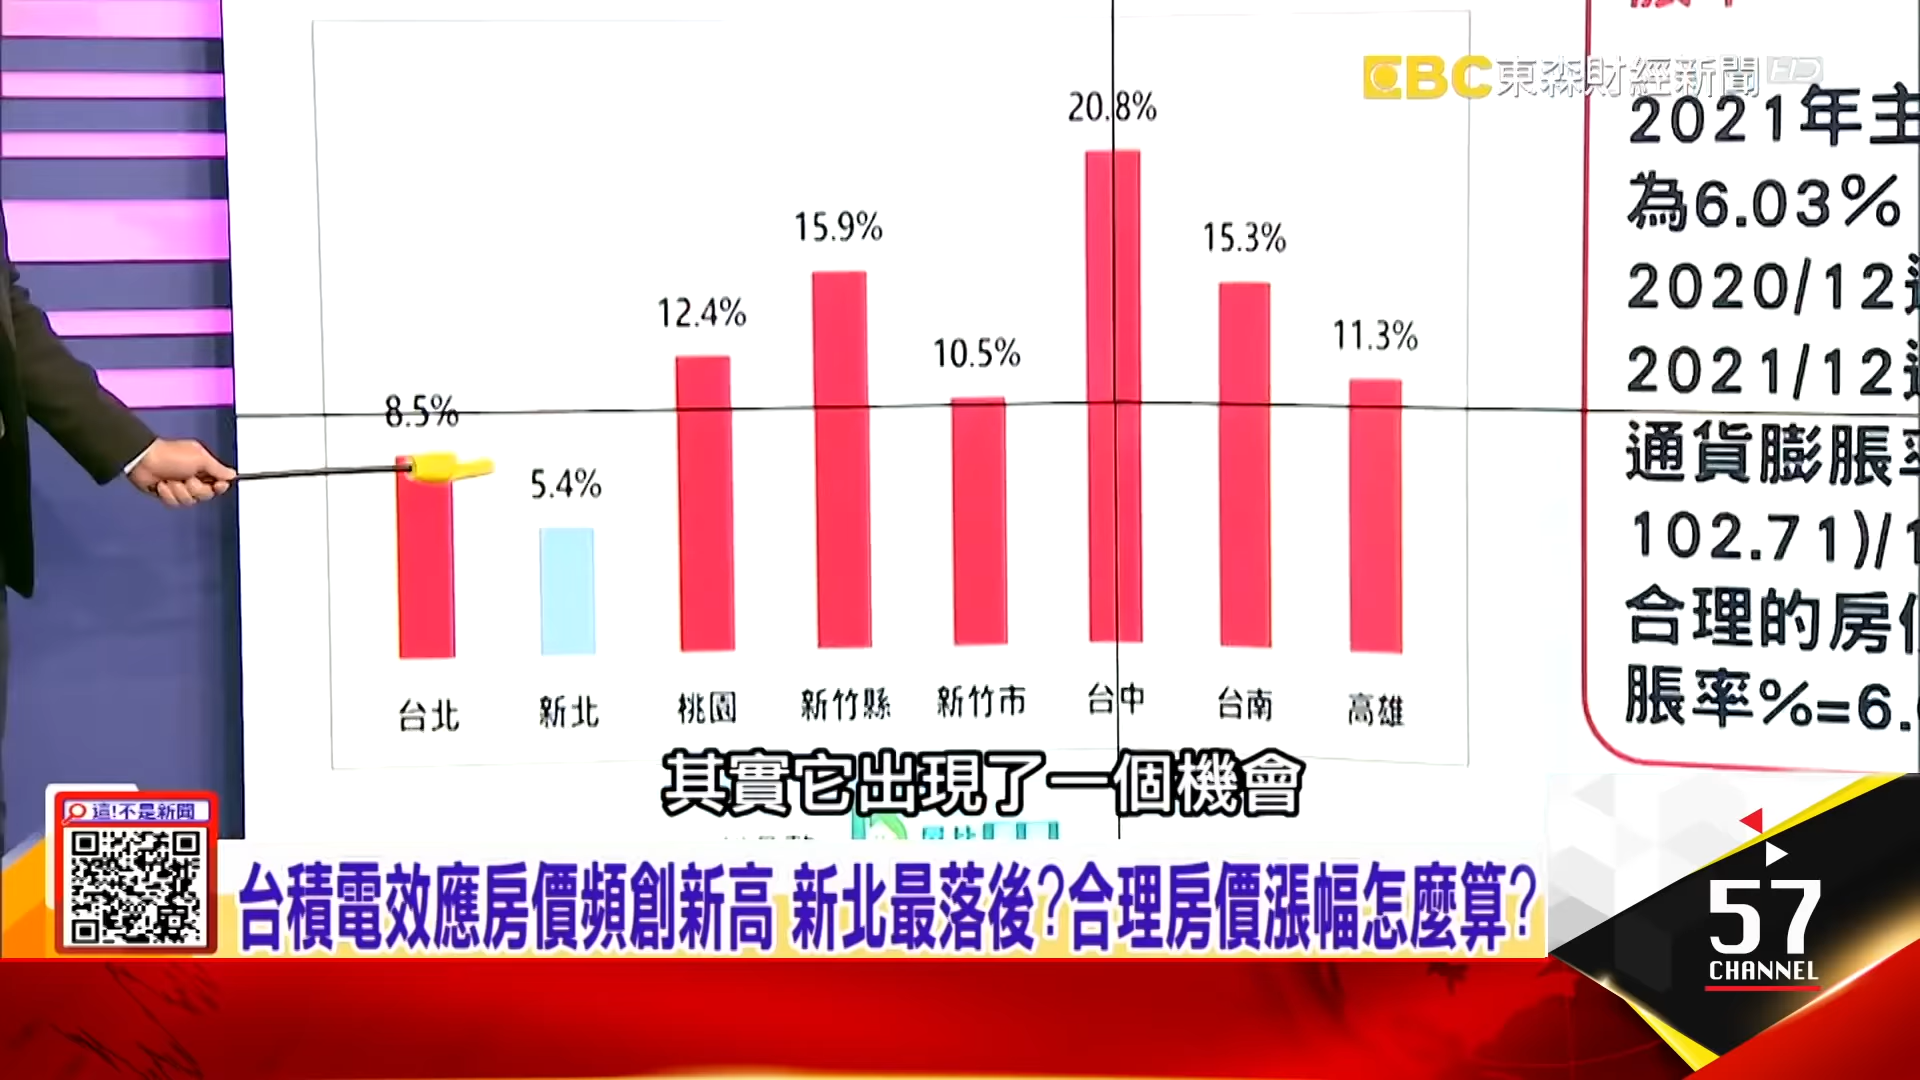 EBC東森財經新聞HD
20.8%
15.9%
15.3%
12.4%
11.3%
10.5%
8.5%
5.4%
台北
新北
桃園
新竹縣
新竹市
台中
台南
高雄
2021年主
為6.03%
2020/12
2021/12
通貨膨脹率
102.71)/1
合理的房價
脹率%=6.
其實它出現了一個機會
這!不是新聞
台積電效應房價頻創新高 新北最落後?合理房價漲幅怎麼算?
57
CHANNEL